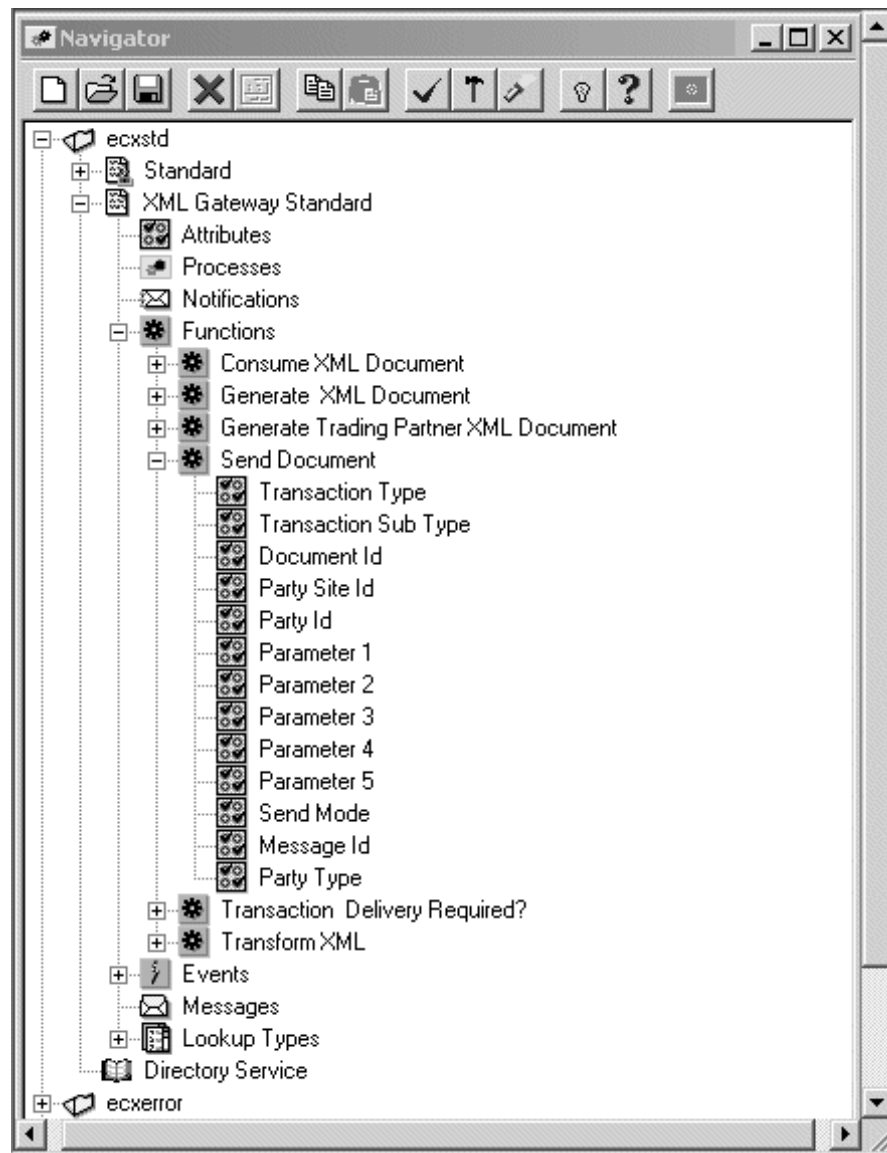 Navigator
ecxstd
Standard
XML Gateway Standard
Attributes
Processes
Notifications
Functions
Consume XML Document
Generate XML Document
Generate Trading Partner XML Document
Send Document
Transaction Type
Transaction Sub Type
Document Id
Party Site Id
Party Id
Parameter 1
Parameter 2
Parameter 3
Parameter 4
Parameter 5
Send Mode
Message Id
Party Type
Transaction Delivery Required?
Transform XML
Events
Messages
Lookup Types
Directory Service
ecxerror